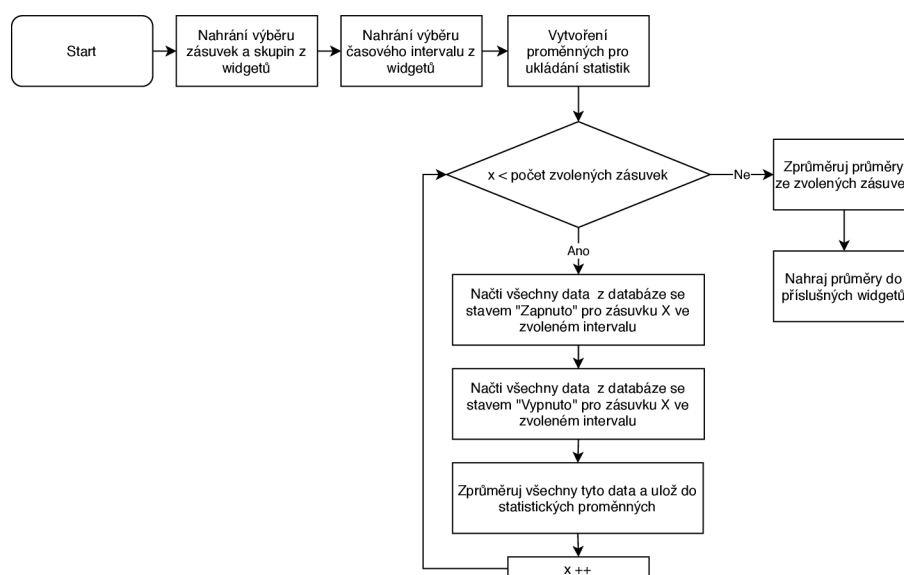 Start
Nahrání výběru
zásuvek a skupin z
widgetů
Nahrání výběru
časového intervalu z
widgetů
Vytvoření
proměnných pro
ukládání statistik
x < počet zvolených zásuvek
Ne
Zprůměruj průměry
ze zvolených zásuve
Ano
Nahraj průměry do
příslušných widgetů
Načti všechny data z databáze se
stavem "Zapnuto" pro zásuvku X ve
zvoleném intervalu
Načti všechny data z databáze se
stavem "Vypnuto" pro zásuvku X ve
zvoleném intervalu
Zprůměruj všechny tyto data a ulož do
statistických proměnných
x ++